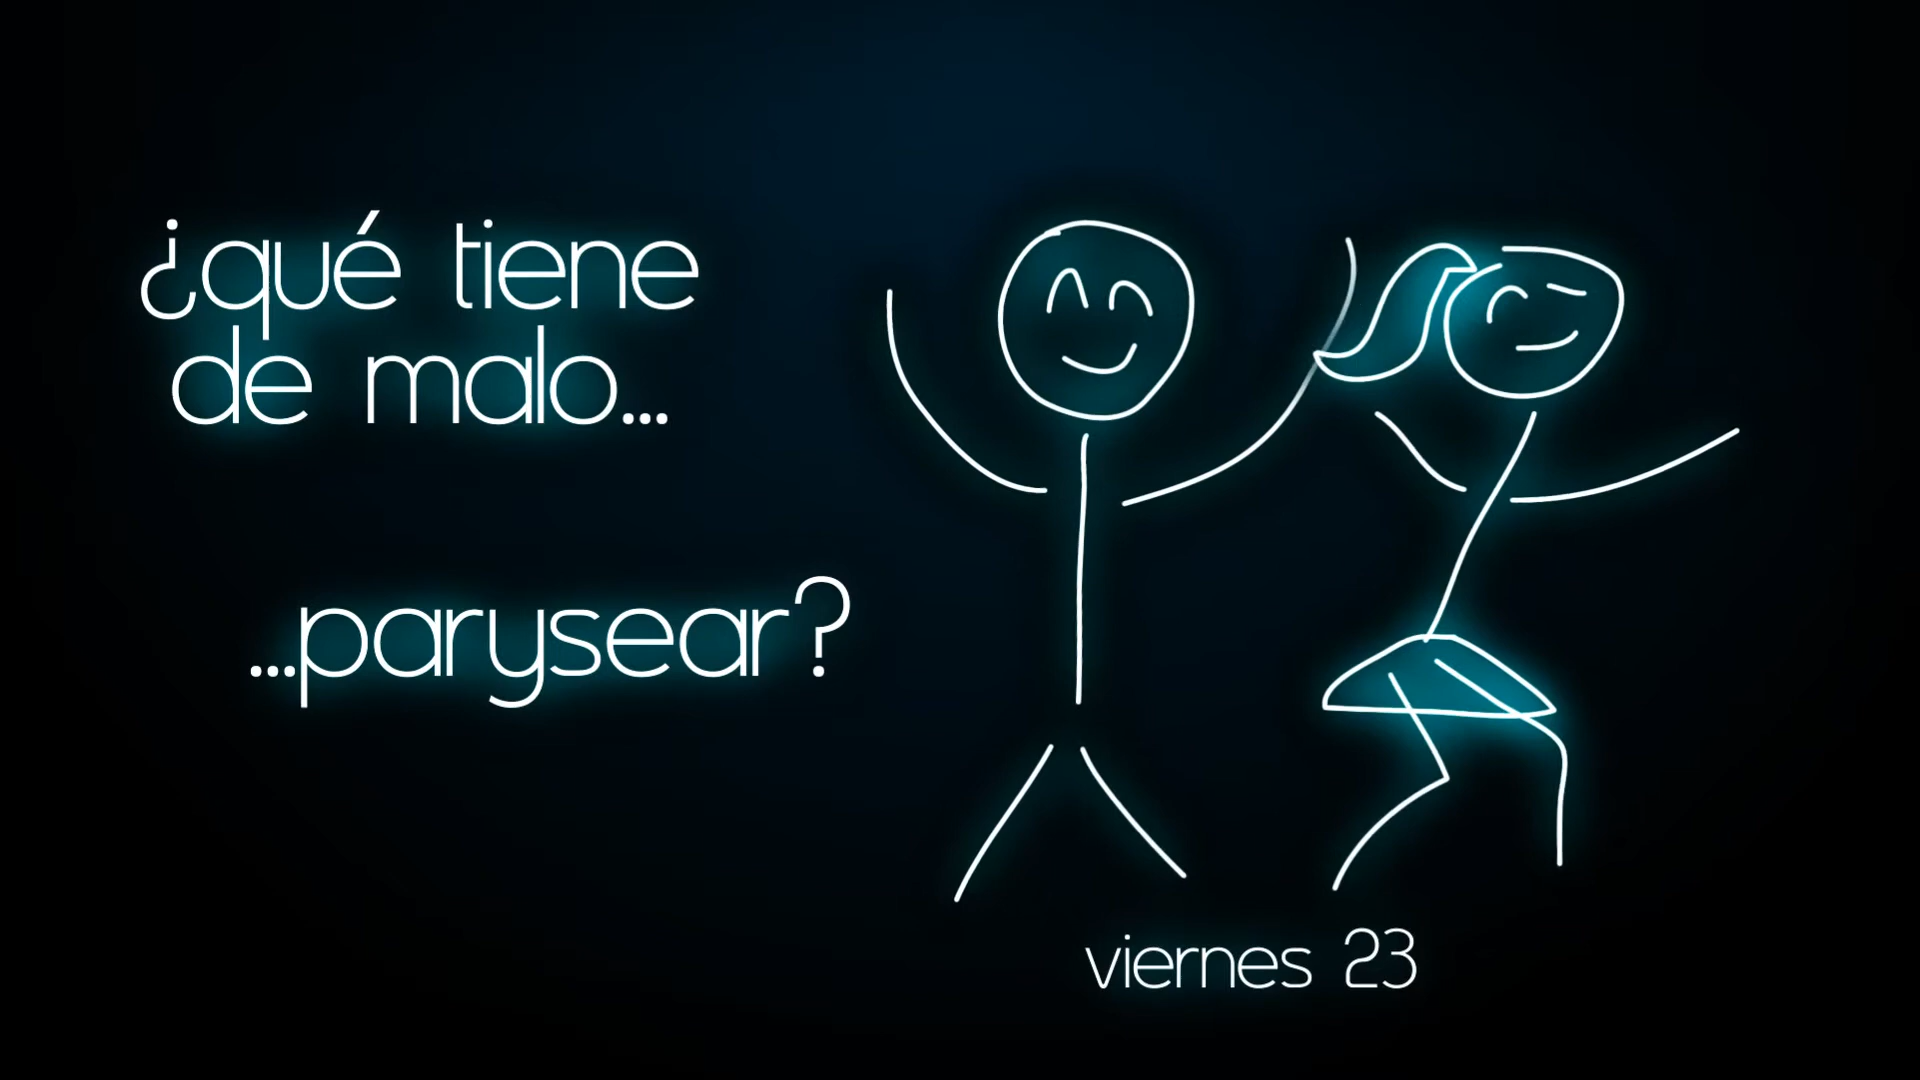 ¿qué tiene
de malo...
...parysear?
viernes 23